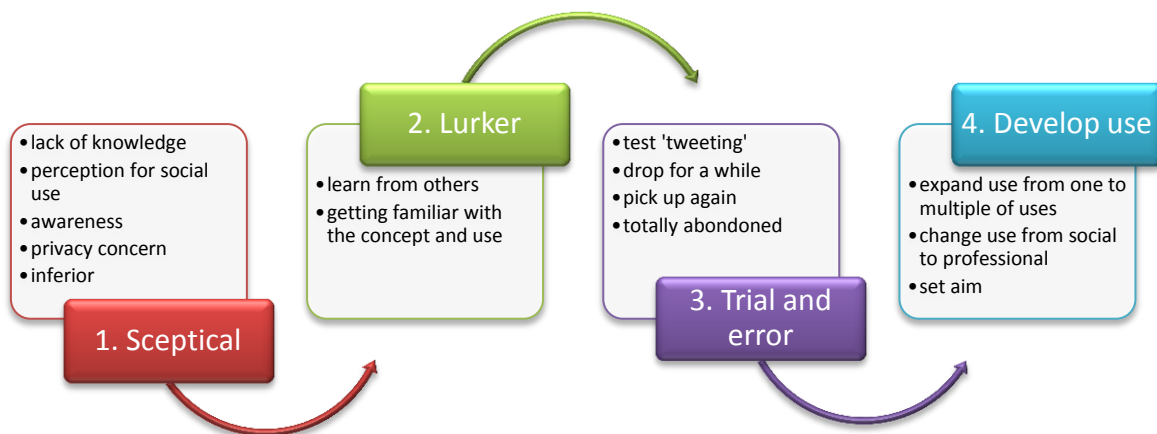 • lack of knowledge
• perception for social
use
• awareness
• privacy concern
• inferior
1. Sceptical
2. Lurker
• learn from others
• getting familiar with
the concept and use
• test 'tweeting'
• drop for a while
• pick up again
• totally abondoned
3. Trial and
error
4. Develop use
• expand use from one to
multiple of uses
• change use from social
to professional
• set aim